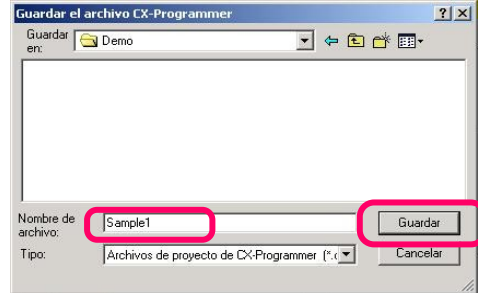 Guardar el archivo CX-Programmer
Guardar en:
Demo
Nombre de archivo:
Sample1
Guardar
Tipo:
Archivos de proyecto de CX-Programmer (*.c
Cancelar